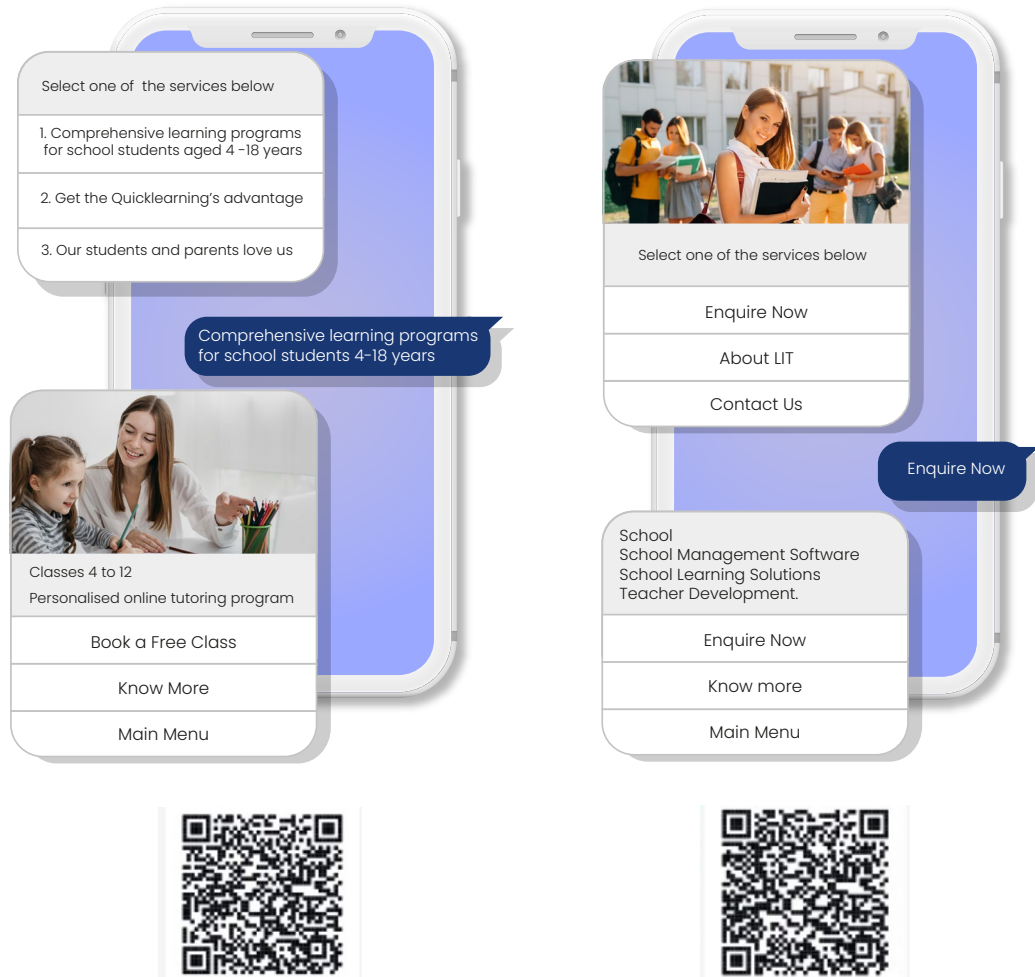 Select one of the services below
1. Comprehensive learning programs
for school students aged 4 -18 years
2. Get the Quicklearning's advantage
3. Our students and parents love us
Comprehensive learning programs
for school students 4-18 years
Classes 4 to 12
Personalised online tutoring program
Book a Free Class
Know More
Main Menu
Select one of the services below
Enquire Now
About LIT
Contact Us
Enquire Now
School
School Management Software
School Learning Solutions
Teacher Development.
Enquire Now
Know more
Main Menu